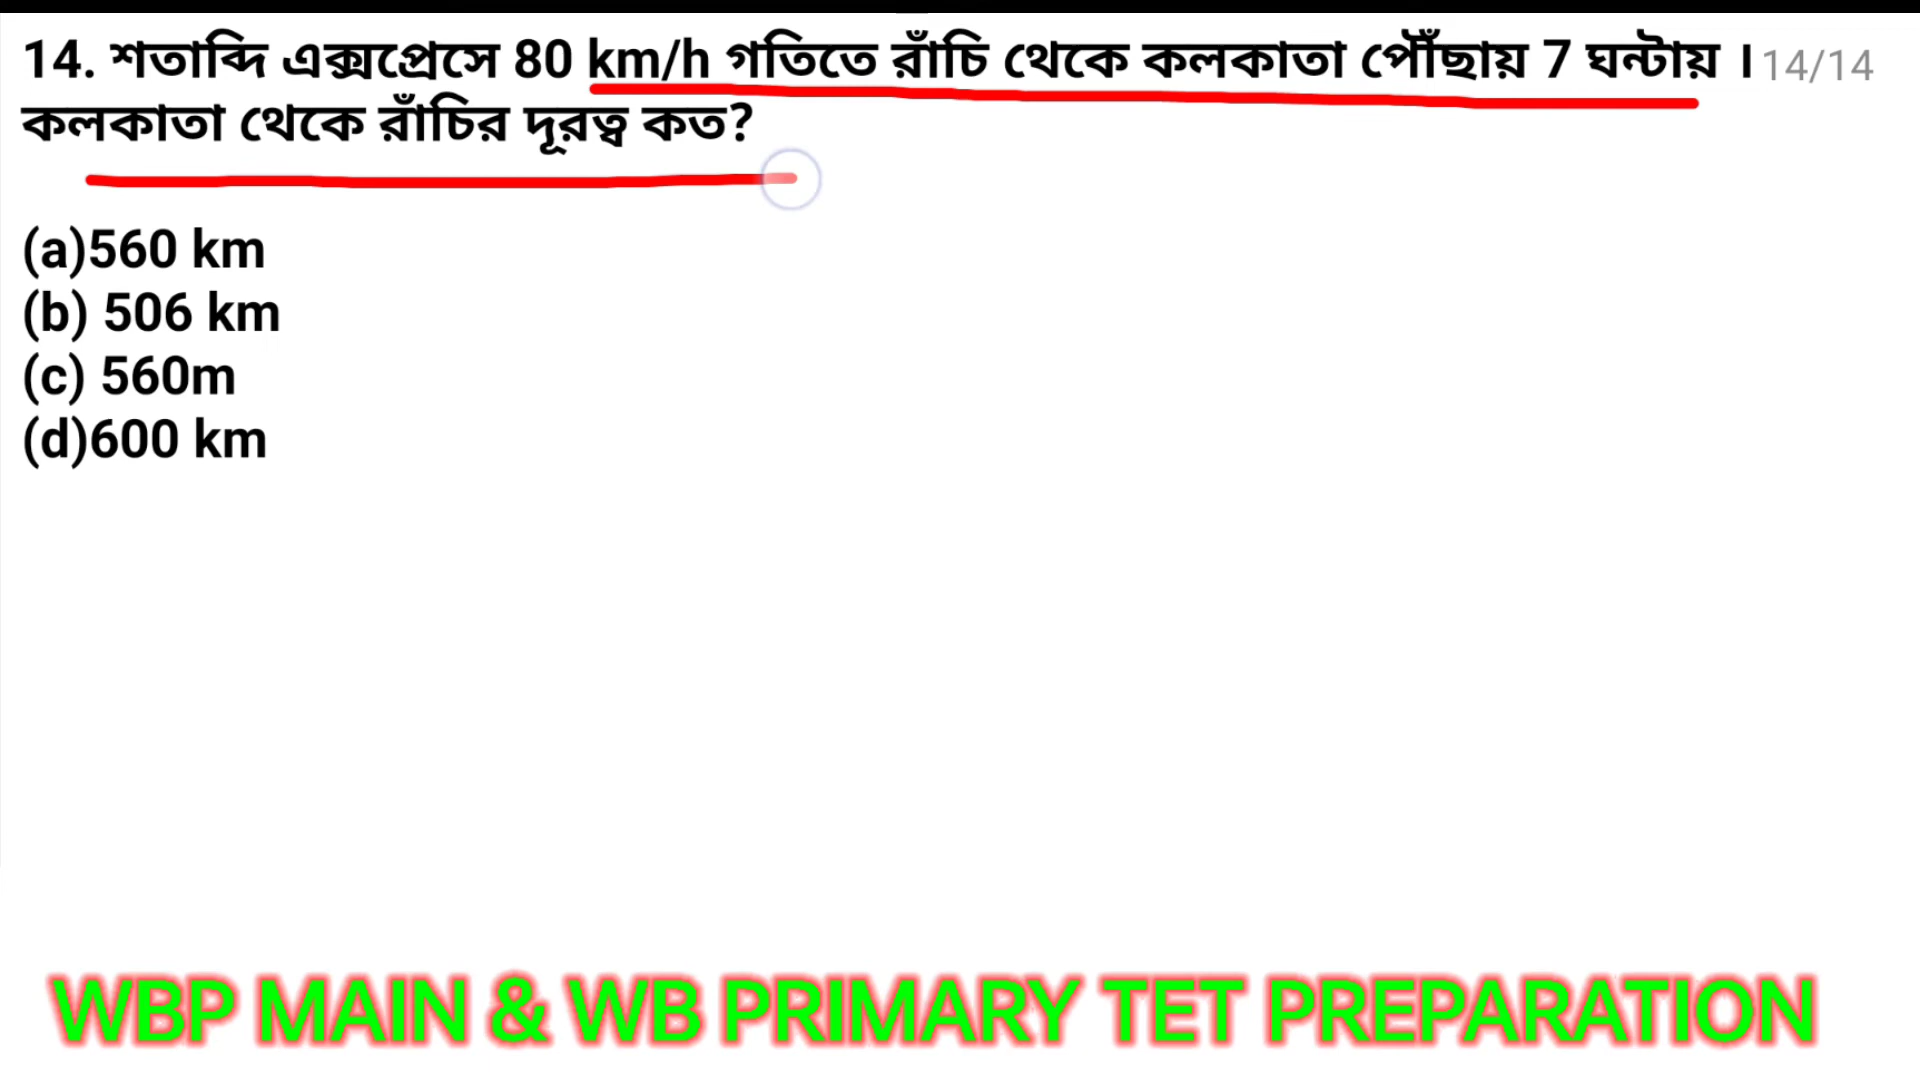 14. শতাব্দি এক্সপ্রেসে 80 km/h গতিতে রাঁচি থেকে কলকাতা পৌঁছায় 7 ঘন্টায় । 14/14
কলকাতা থেকে রাঁচির দূরত্ব কত?
(a)560 km
(b) 506 km
(c) 560m
(d)600 km
WBP MAIN & WB PRIMARY TET PREPARATION